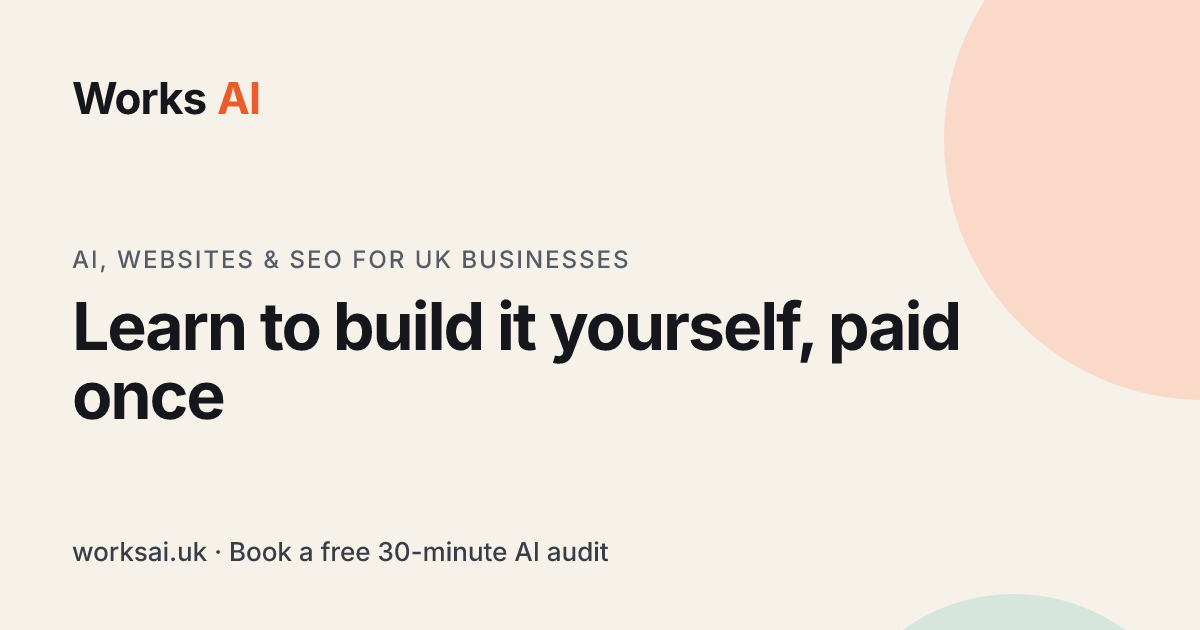 Works AI
AI, WEBSITES & SEO FOR UK BUSINESSES
Learn to build it yourself, paid
once
worksai.uk · Book a free 30-minute AI audit